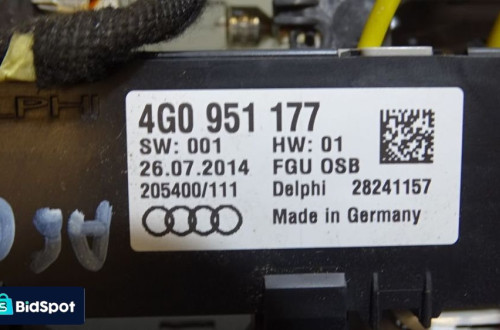 4G0 951 177
SW: 001 HW: 01
26.07.2014 FGU OSB
205400/111 Delphi 28241157
Made in Germany
BidSpot